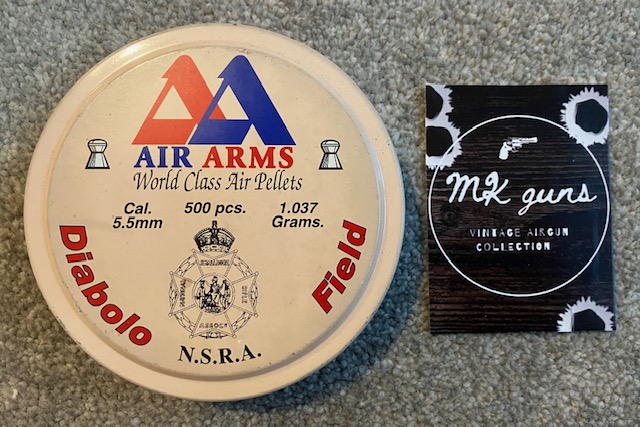 AIR ARMS
World Class Air Pellets
Cal. 500 pcs. 1.037
5.5mm Grams.
Diabolo Field
ASSOCN
N.S.R.A.
MK guns
VINTAGE AIRGUN
COLLECTION